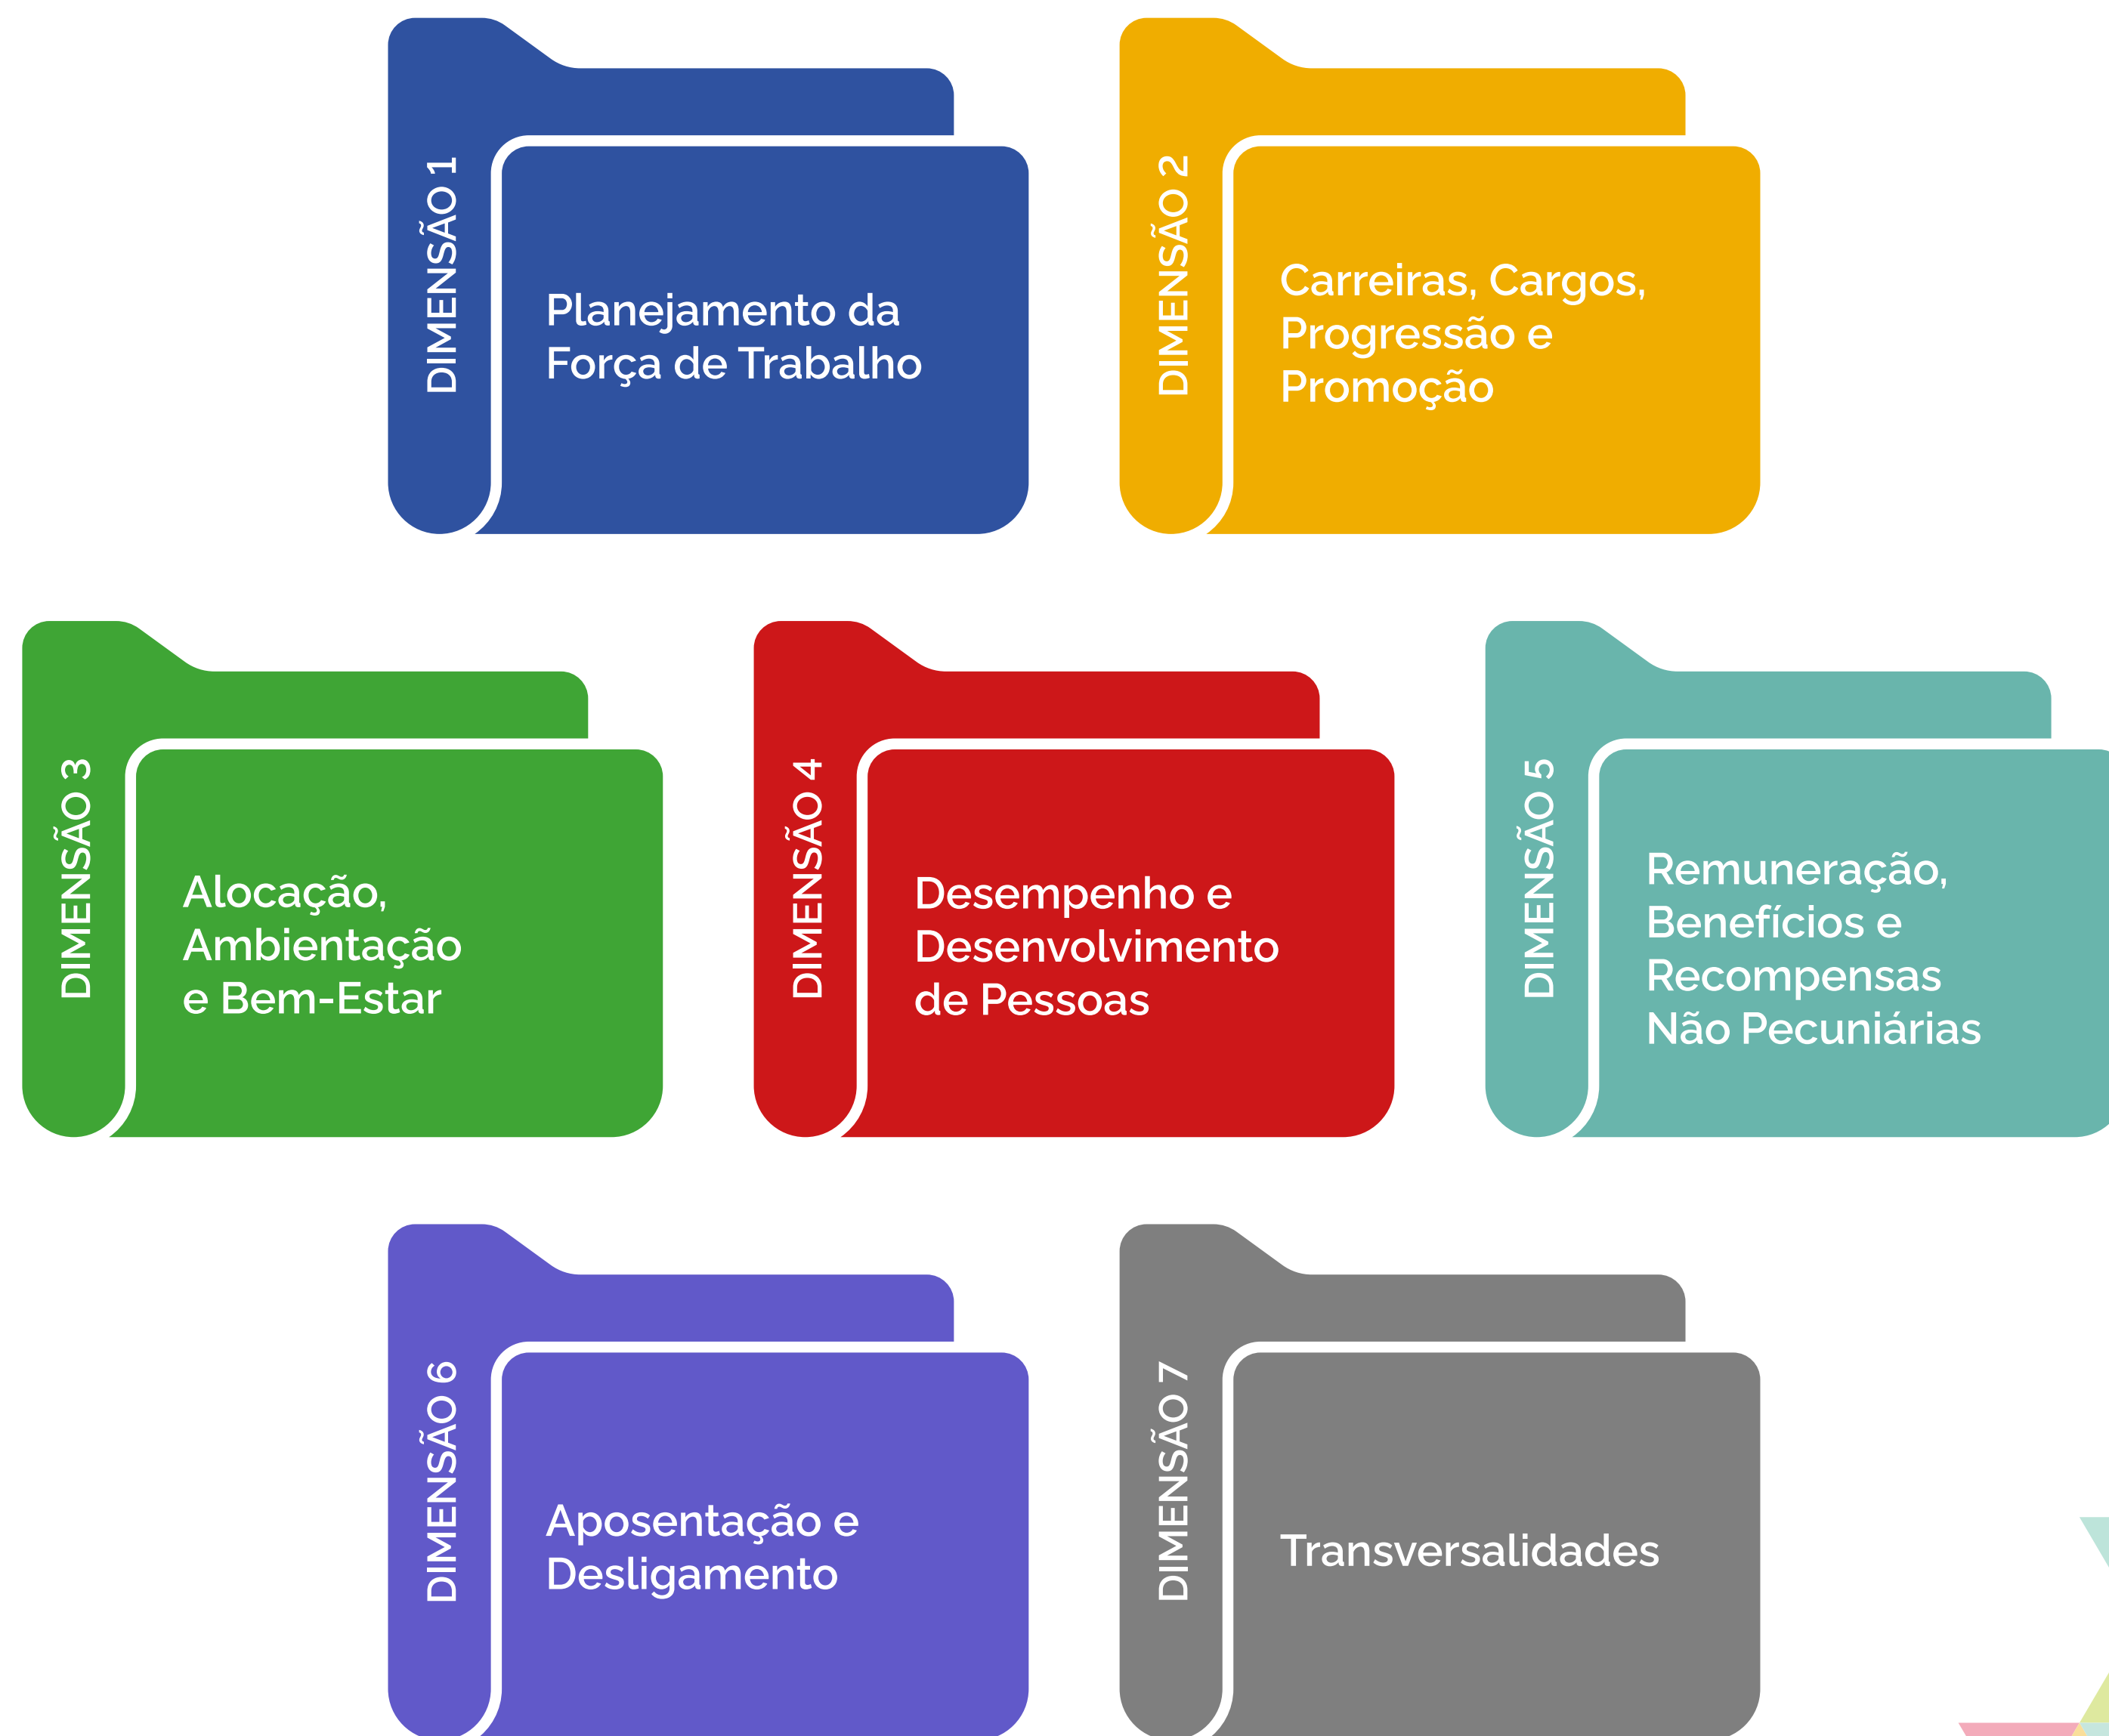 DIMENSÃO 1
Planejamento da
Força de Trabalho
DIMENSÃO 2
Carreiras, Cargos,
Progressão e
Promoção
DIMENSÃO 3
Alocação,
Ambientação
e Bem-Estar
DIMENSÃO 4
Desempenho e
Desenvolvimento
de Pessoas
DIMENSÃO 5
Remuneração,
Benefícios e
Recompensas
Não Pecuniárias
DIMENSÃO 6
Aposentação e
Desligamento
DIMENSÃO 7
Transversalidades